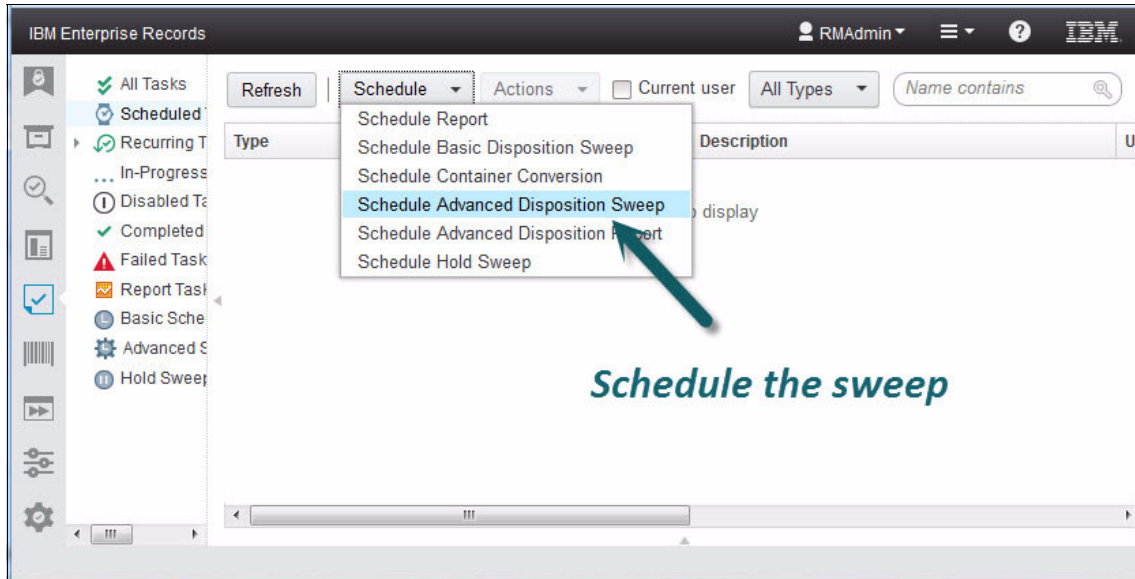 IBM Enterprise Records RMAdmin ? IBM.
All Tasks
Scheduled
Recurring T
In-Progress
Disabled Ta
Completed
Failed Task
Report Task
Basic Sche
Advanced S
Hold Sweep
Refresh Schedule Actions Current user All Types Name contains
Type Description U
Schedule Report
Schedule Basic Disposition Sweep
Schedule Container Conversion
Schedule Advanced Disposition Sweep
Schedule Advanced Disposition
Schedule Hold Sweep
display
Schedule the sweep